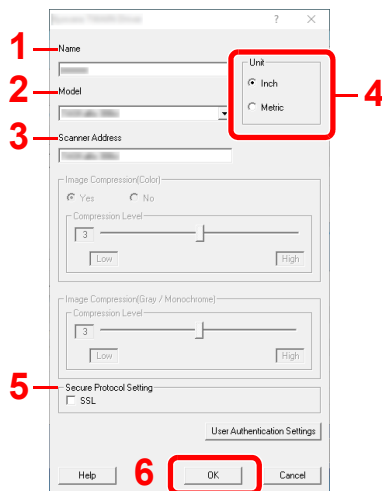 ? ×
1 Name
Unit
Inch
2 Model
Metric
4
3 Scanner Address
Image Compression(Color)
Yes No
Compression Level
3
Low High
Image Compression(Gray / Monochrome)
Compression Level
3
Low High
5 Secure Protocol Setting
SSL
User Authentication Settings
Help 6 OK Cancel